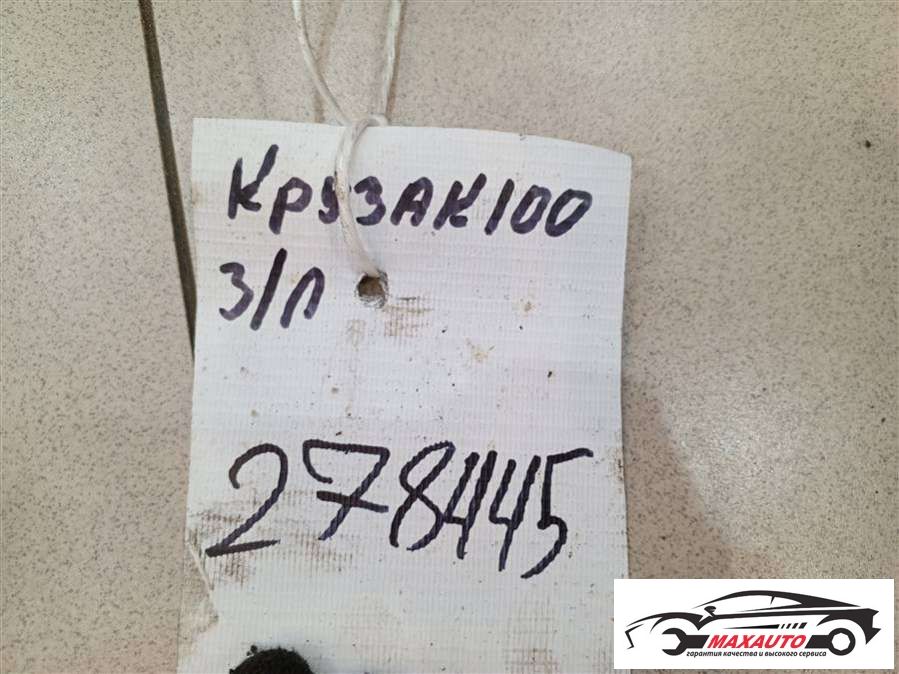 Крузак100
З/Л
278445
MAXAUTO
гарантия качества и высокого сервиса